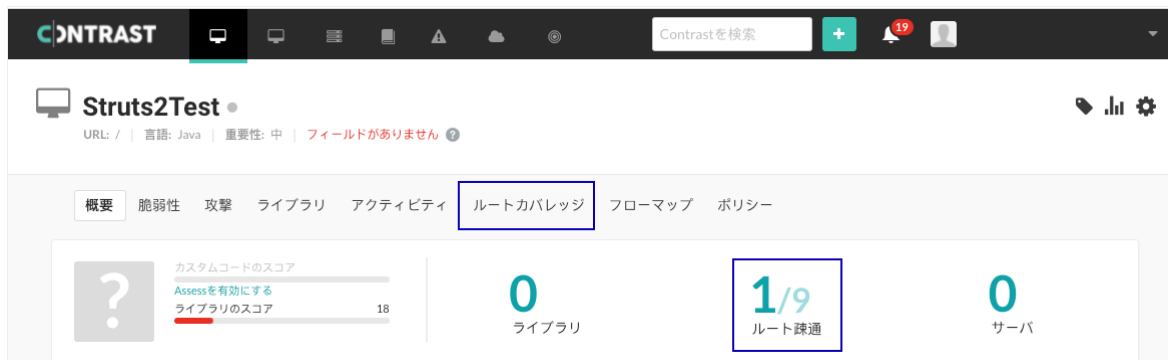 CONTRAST
Contrastを検索
+
19
Struts2Test
URL: / | 言語: Java | 重要性: 中 | フィールドがありません ?
概要 脆弱性 攻撃 ライブラリ アクティビティ ルートカバレッジ フローマップ ポリシー
?
カスタムコードのスコア
Assessを有効にする
ライブラリのスコア 18
0
ライブラリ
1/9
ルート疎通
0
サーバ